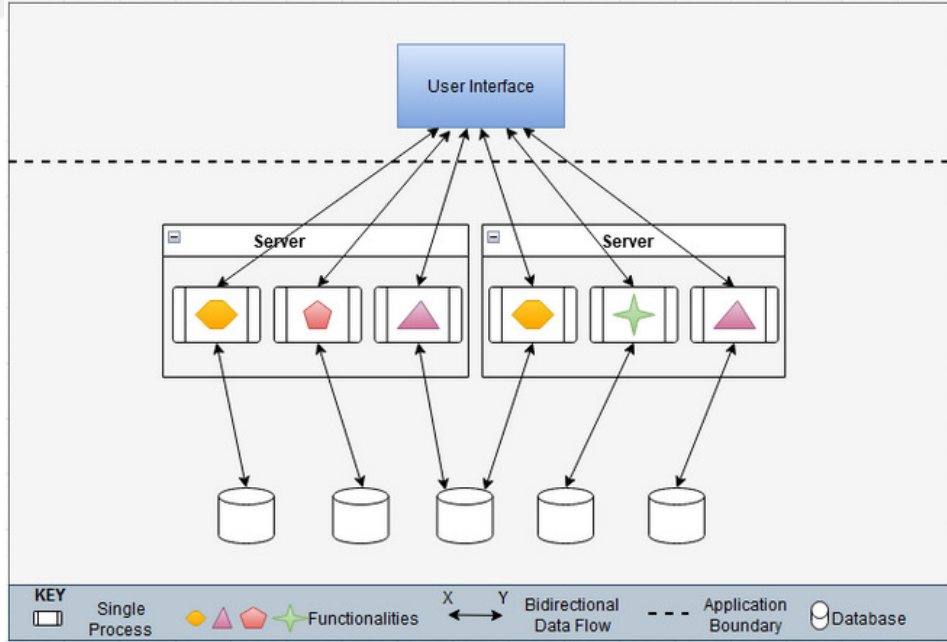 User Interface
Server
Server
KEY
Single
Process
Functionalities
X Y
Bidirectional
Data Flow
Application
Boundary
Database